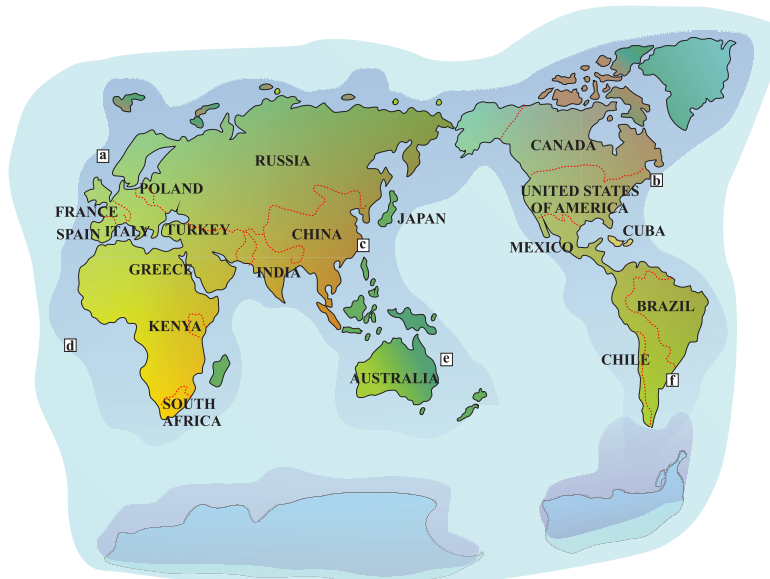 CANADA
a
RUSSIA
b
POLAND
UNITED STATES
OF AMERICA
FRANCE
JAPAN
SPAIN
ITALY
TURKEY
CHINA
CUBA
c
MEXICO
GREECE
INDIA
BRAZIL
KENYA
d
e
CHILE
AUSTRALIA
f
SOUTH
AFRICA